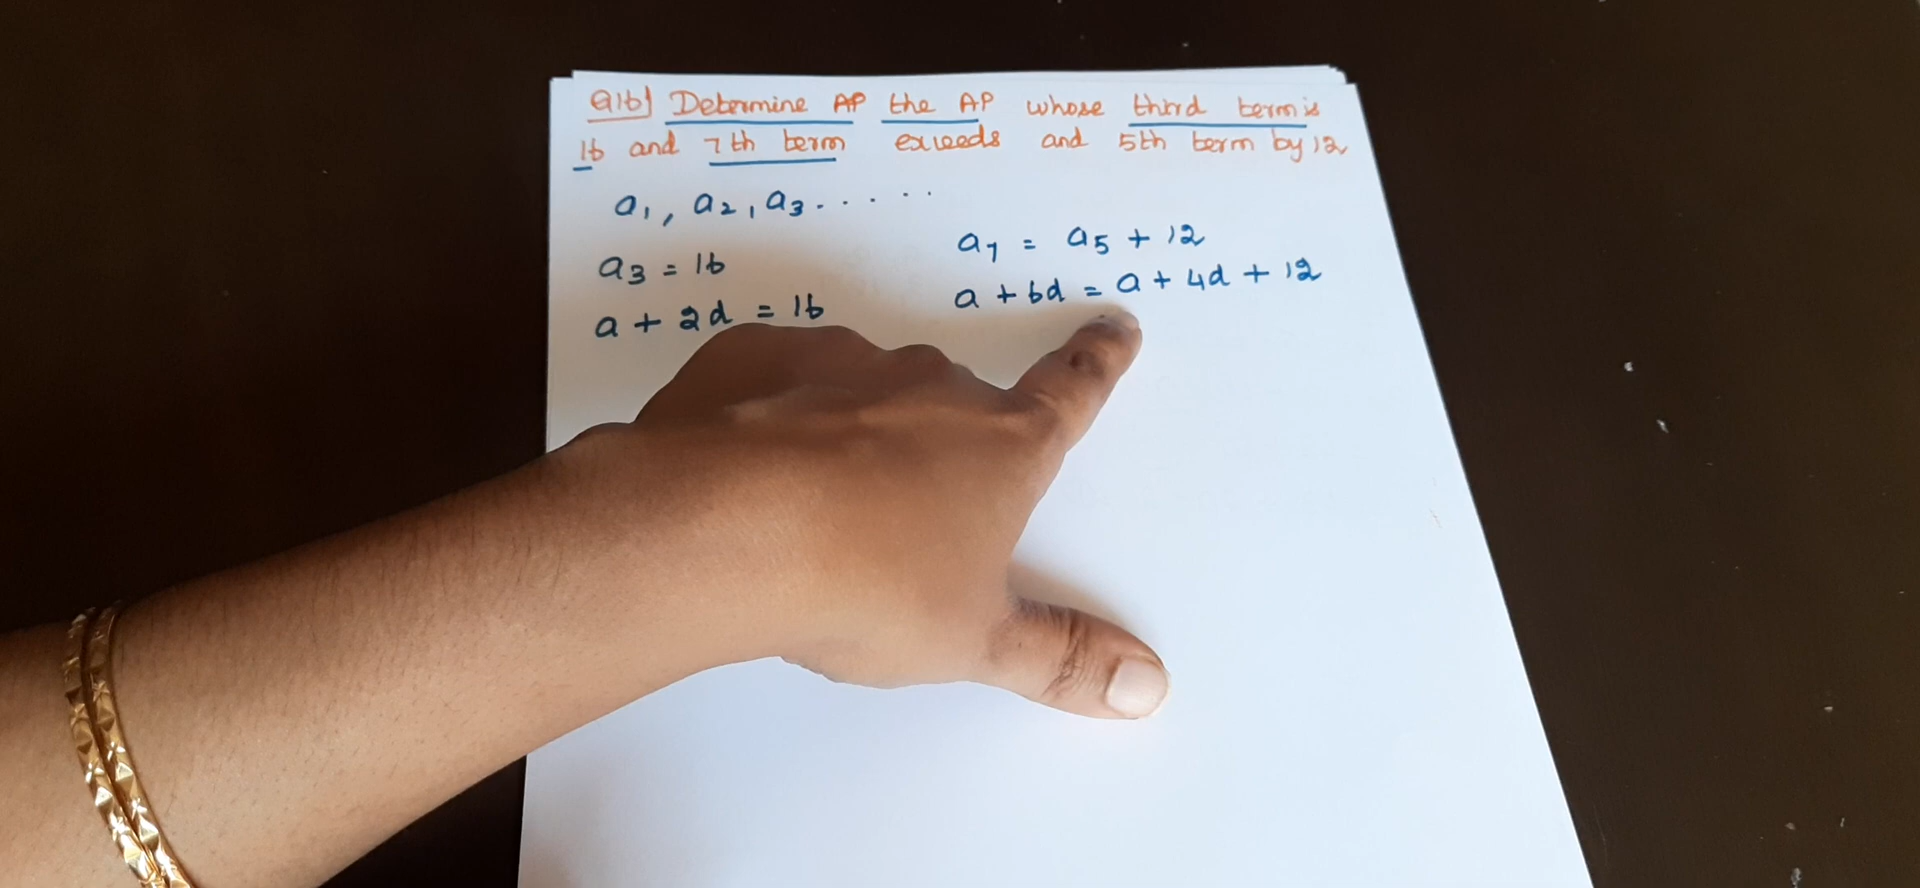 Q16) Determine AP the AP whose third term is
16 and 7th term exceeds and 5th term by 12
a1, a2, a3.......
a3 = 16
a + 2d = 16
a7 = a5 + 12
a + 6d = a + 4d + 12